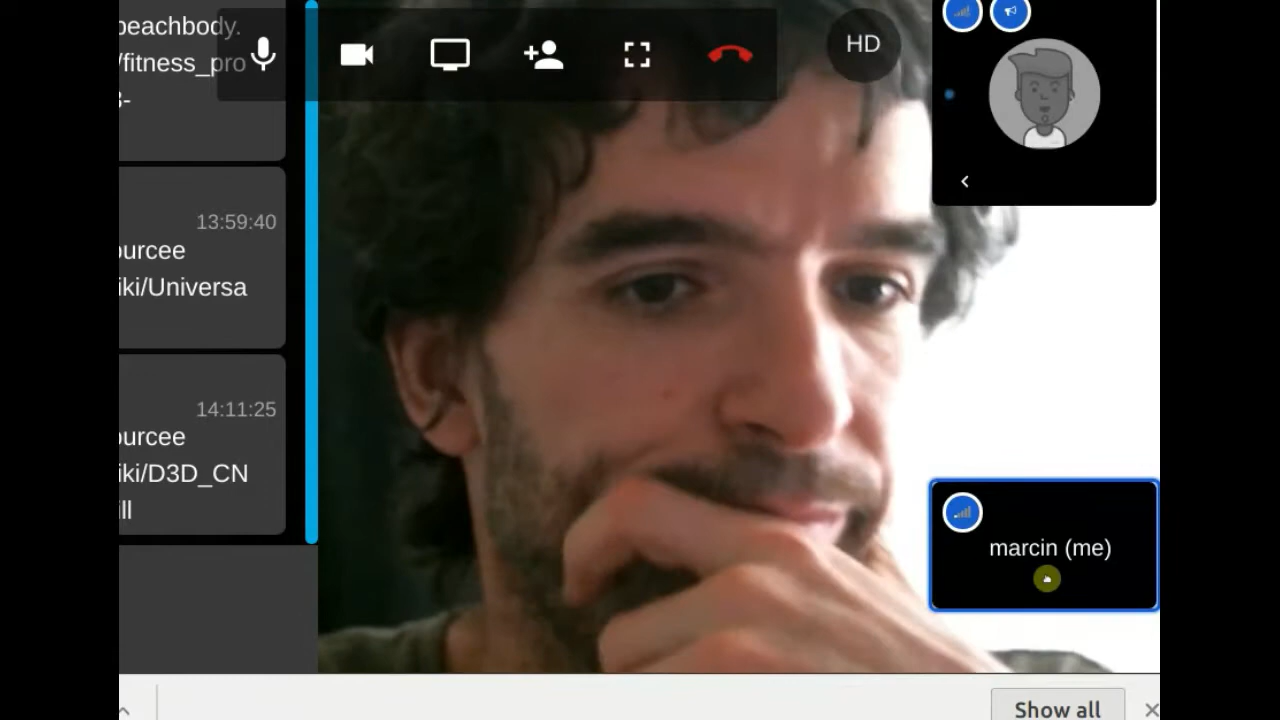 beachbody.
/fitness_pro
3-
13:59:40
ourcee
iki/Universa
14:11:25
ourcee
iki/D3D_CN
ill
HD
marcin (me)
Show all